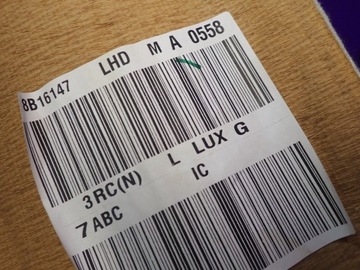 8B16147 LHD M A 0558
3RC(N) L LUX G
7ABC IC